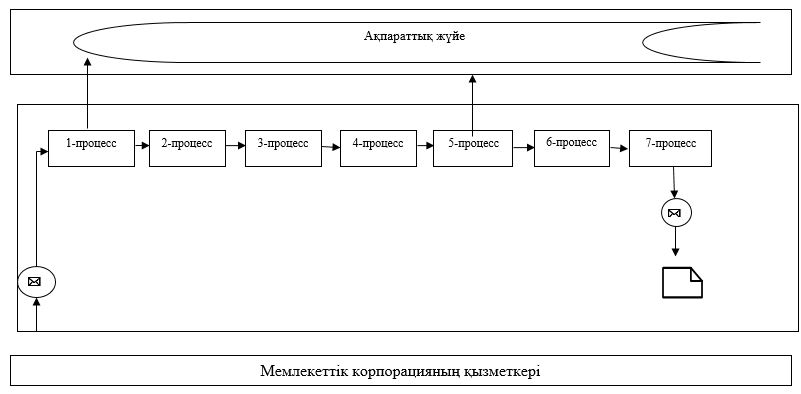 Ақпараттық жүйе
1-процесс
2-процесс
3-процесс
4-процесс
5-процесс
6-процесс
7-процесс
Мемлекеттік корпорацияның қызметкері